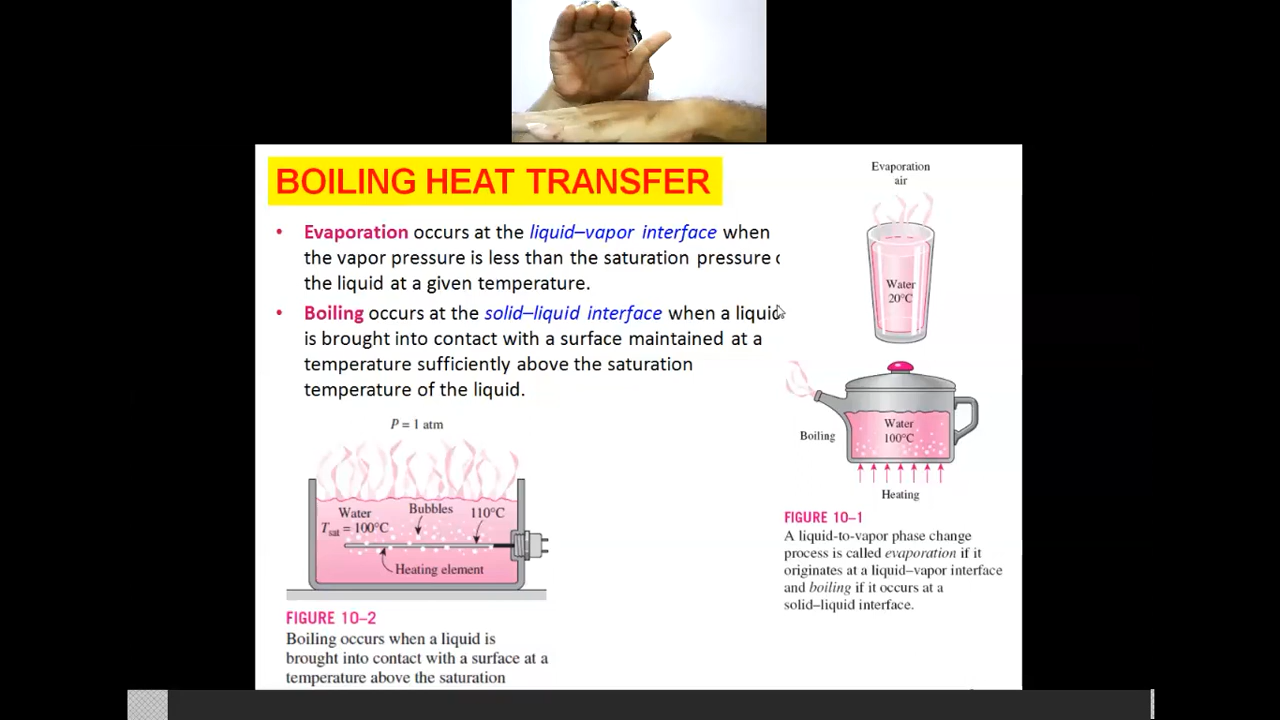 BOILING HEAT TRANSFER
• Evaporation occurs at the liquid–vapor interface when
the vapor pressure is less than the saturation pressure
the liquid at a given temperature.
• Boiling occurs at the solid–liquid interface when a liquid
is brought into contact with a surface maintained at a
temperature sufficiently above the saturation
temperature of the liquid.
P = 1 atm
Water
Tsat = 100°C
Bubbles
110°C
Heating element
FIGURE 10–2
Boiling occurs when a liquid is
brought into contact with a surface at a
temperature above the saturation
Evaporation
air
Water
20°C
Water
100°C
Boiling
Heating
FIGURE 10–1
A liquid-to-vapor phase change
process is called evaporation if it
originates at a liquid–vapor interface
and boiling if it occurs at a
solid–liquid interface.